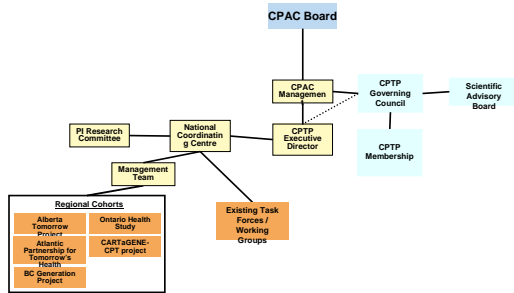 CPAC Board
CPAC
Managemen
CPTP
Governing
Council
Scientific
Advisory
Board
PI Research
Committee
National
Coordinatin
g Centre
CPTP
Executive
Director
CPTP
Membership
Management
Team
Regional Cohorts
Alberta
Tomorrow
Project
Ontario Health
Study
Atlantic
Partnership for
Tomorrow's
Health
CARTaGENE-
CPT project
BC Generation
Project
Existing Task
Forces /
Working
Groups